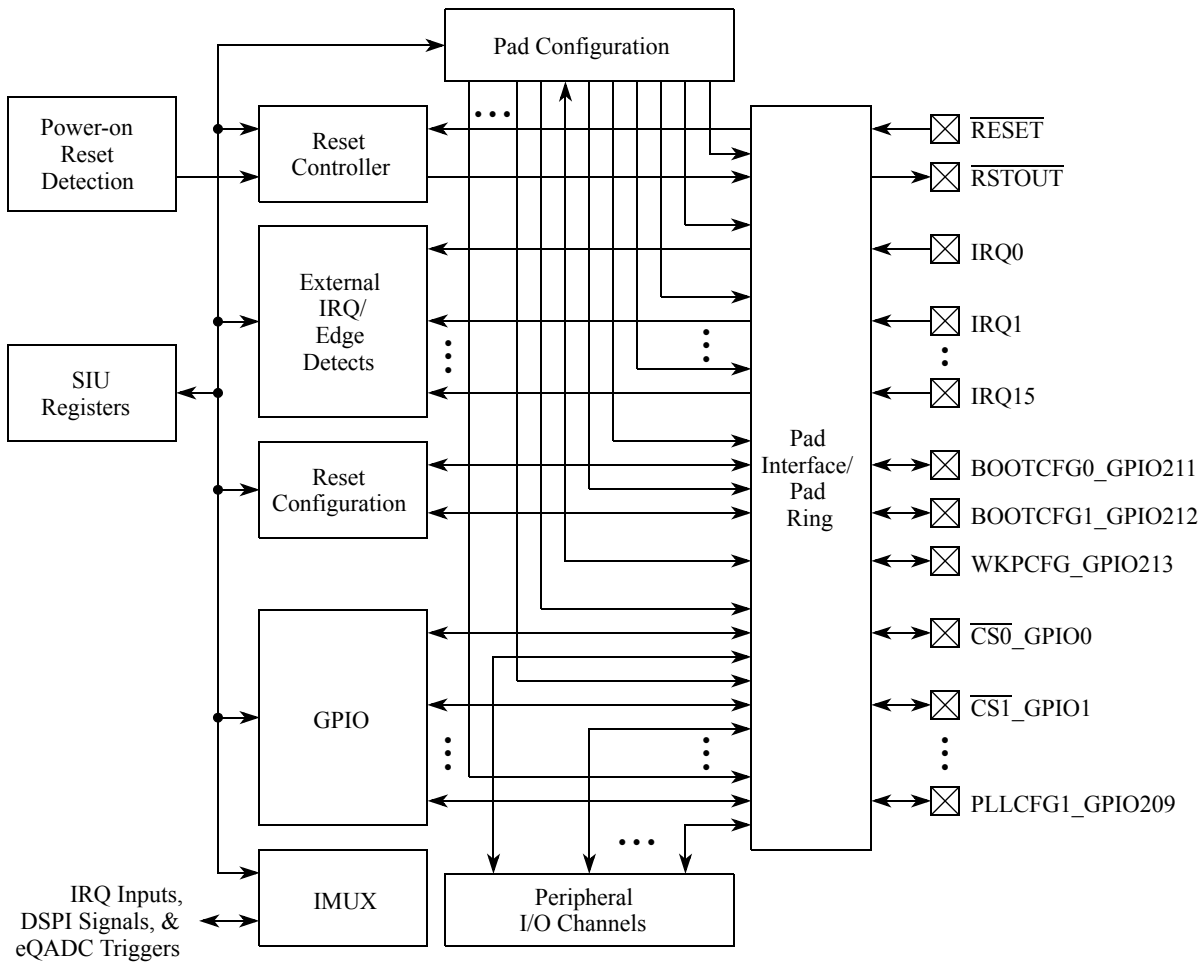 Pad Configuration
Power-on
Reset
Detection
Reset
Controller
RESET
RSTOUT
External
IRQ/
Edge
Detects
IRQ0
IRQ1
IRQ15
SIU
Registers
Pad
Interface/
Pad
Ring
Reset
Configuration
BOOTCFG0_GPIO211
BOOTCFG1_GPIO212
WKPCFG_GPIO213
GPIO
CS0_GPIO0
CS1_GPIO1
PLLCFG1_GPIO209
IMUX
IRQ Inputs,
DSPI Signals, &
eQADC Triggers
Peripheral
I/O Channels